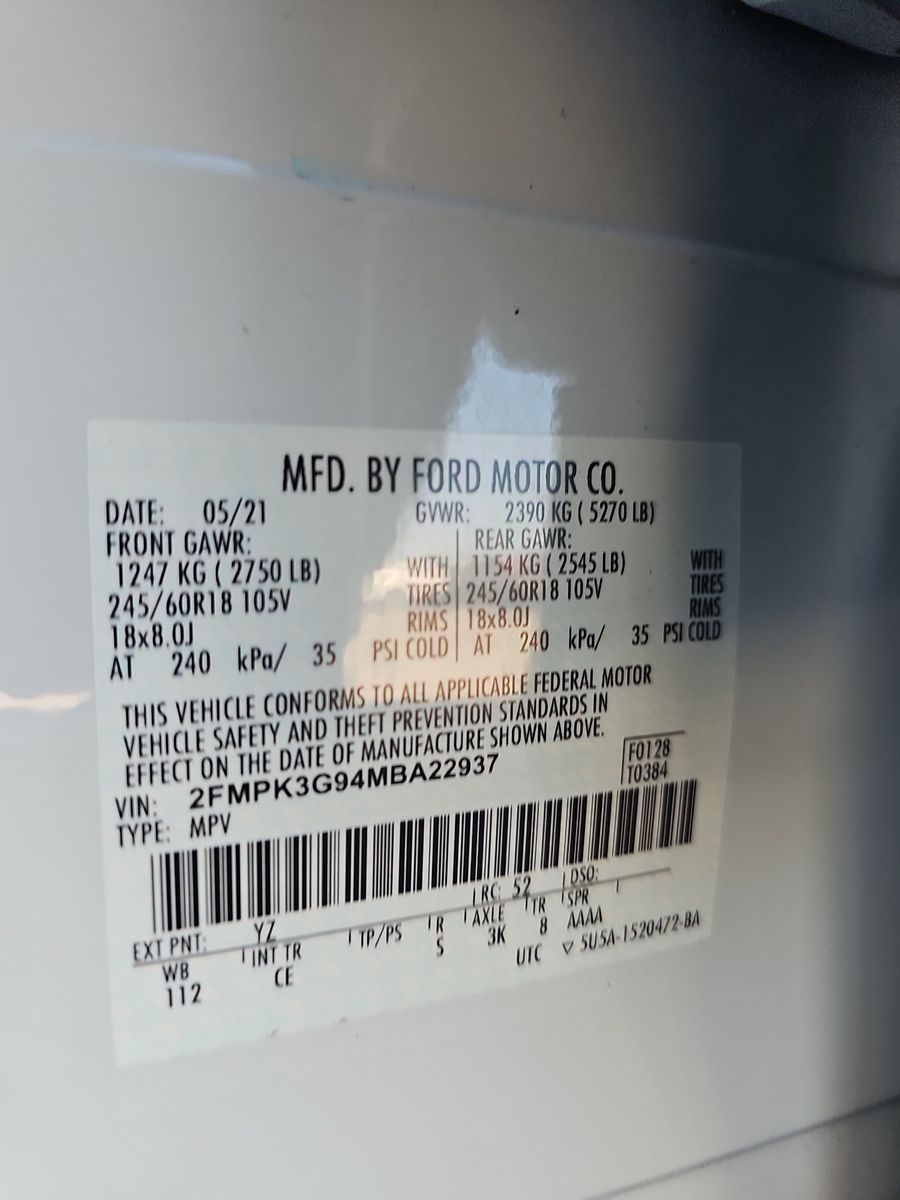 MFD. BY FORD MOTOR CO.
DATE: 05/21 GVWR: 2390 KG ( 5270 LB)
FRONT GAWR: REAR GAWR:
1247 KG ( 2750 LB) WITH 1154 KG ( 2545 LB) WITH
245/60R18 105V TIRES 245/60R18 105V TIRES
18x8.0J RIMS 18x8.0J RIMS
AT 240 kPa/ 35 PSI COLD AT 240 kPa/ 35 PSI COLD
THIS VEHICLE CONFORMS TO ALL APPLICABLE FEDERAL MOTOR
VEHICLE SAFETY AND THEFT PREVENTION STANDARDS IN
EFFECT ON THE DATE OF MANUFACTURE SHOWN ABOVE.
VIN: 2FMPK3G94MBA22937 F0128
TYPE: MPV T0384
EXT PNT: YZ RC: 52 DSO:
WB INT TR TP/PS R AXLE TR SPR
112 CE S 3K 8 AAAA
UTC ▽ 5U5A-1520472-BA